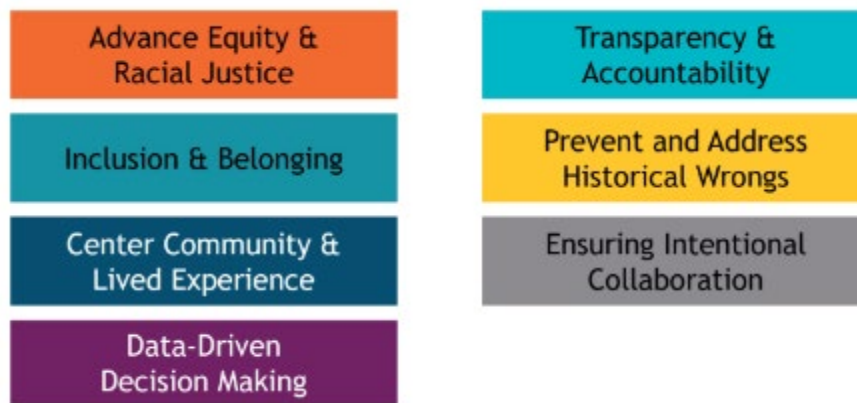 Advance Equity &
Racial Justice
Inclusion & Belonging
Center Community &
Lived Experience
Data-Driven
Decision Making
Transparency &
Accountability
Prevent and Address
Historical Wrongs
Ensuring Intentional
Collaboration